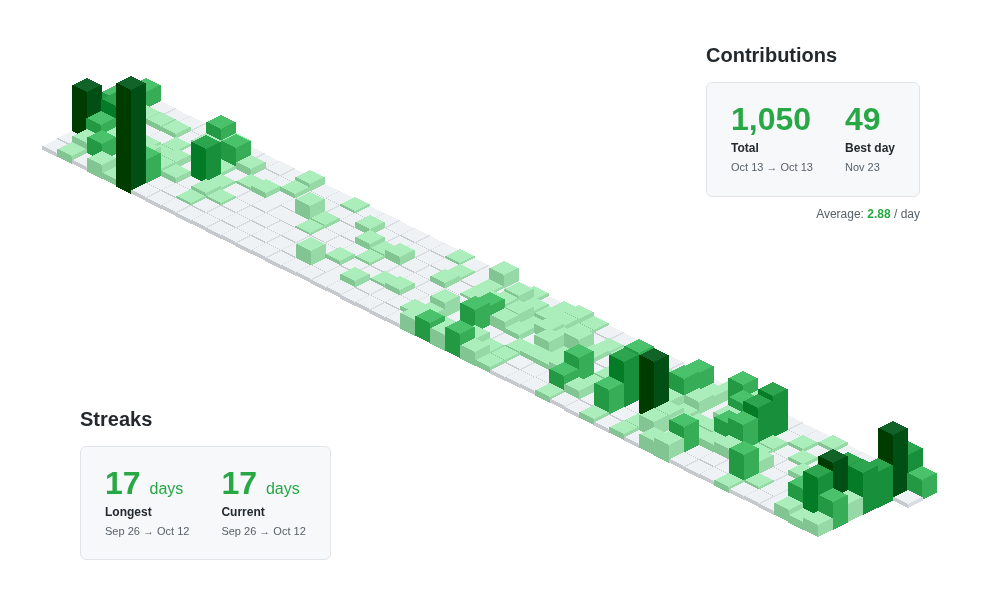 Contributions
1,050 49
Total Best day
Oct 13 → Oct 13 Nov 23
Average: 2.88 / day
Streaks
17 days 17 days
Longest Current
Sep 26 → Oct 12 Sep 26 → Oct 12